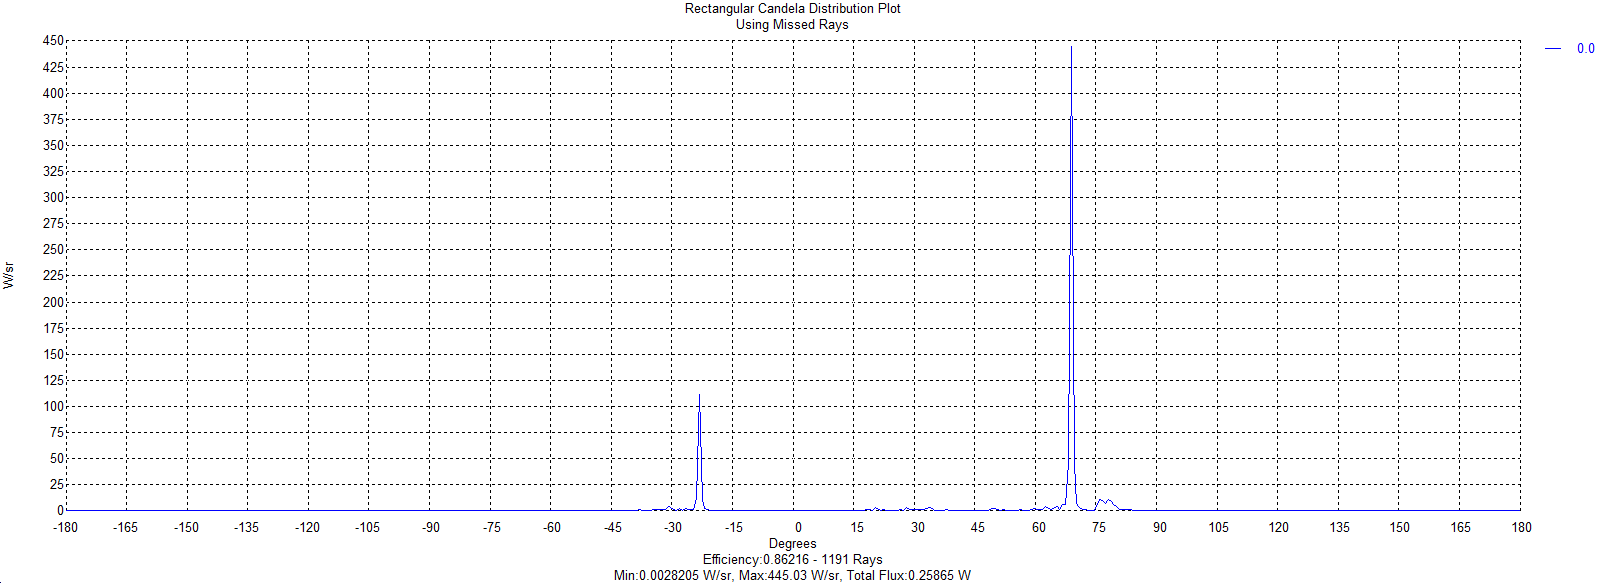 Rectangular Candela Distribution Plot
Using Missed Rays
0.0
450
425
400
375
350
325
300
275
250
225
200
175
150
125
100
75
50
25
0
W/sr
-180 -165 -150 -135 -120 -105 -90 -75 -60 -45 -30 -15 0 15 30 45 60 75 90 105 120 135 150 165 180
Degrees
Efficiency:0.86216 - 1191 Rays
Min:0.0028205 W/sr, Max:445.03 W/sr, Total Flux:0.25865 W